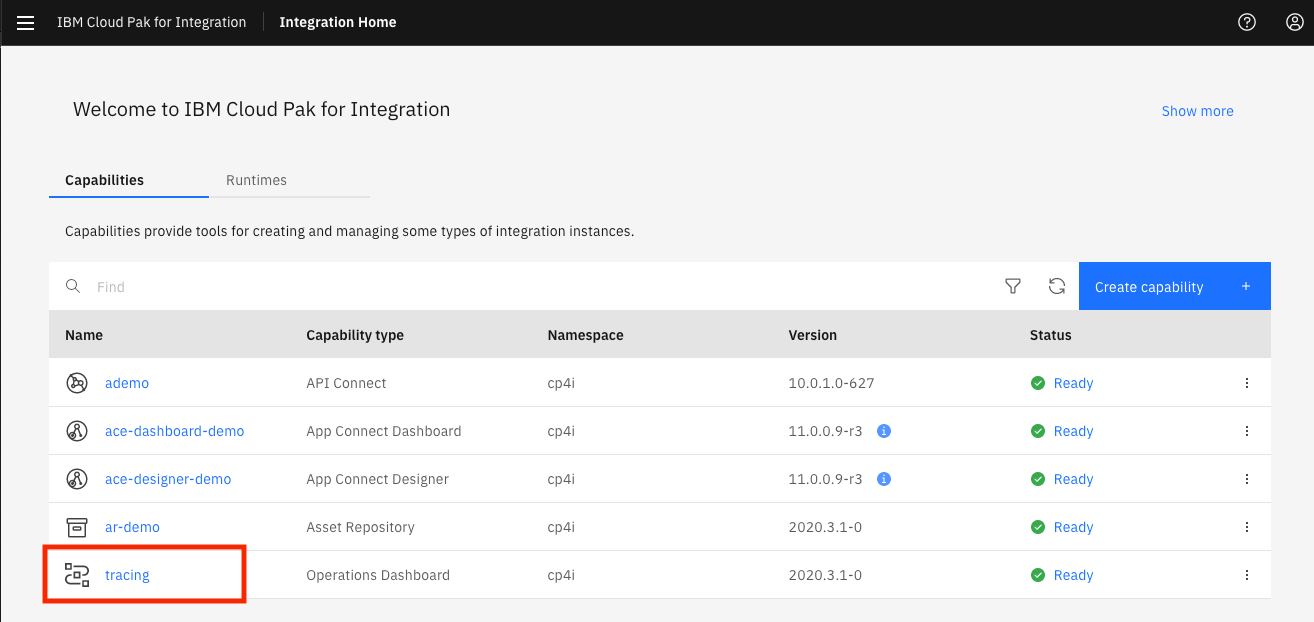 IBM Cloud Pak for Integration Integration Home
Welcome to IBM Cloud Pak for Integration
Show more
Capabilities Runtimes
Capabilities provide tools for creating and managing some types of integration instances.
Find Create capability +
Name Capability type Namespace Version Status
ademo API Connect cp4i 10.0.1.0-627 Ready
ace-dashboard-demo App Connect Dashboard cp4i 11.0.0.9-r3 Ready
ace-designer-demo App Connect Designer cp4i 11.0.0.9-r3 Ready
ar-demo Asset Repository cp4i 2020.3.1-0 Ready
tracing Operations Dashboard cp4i 2020.3.1-0 Ready